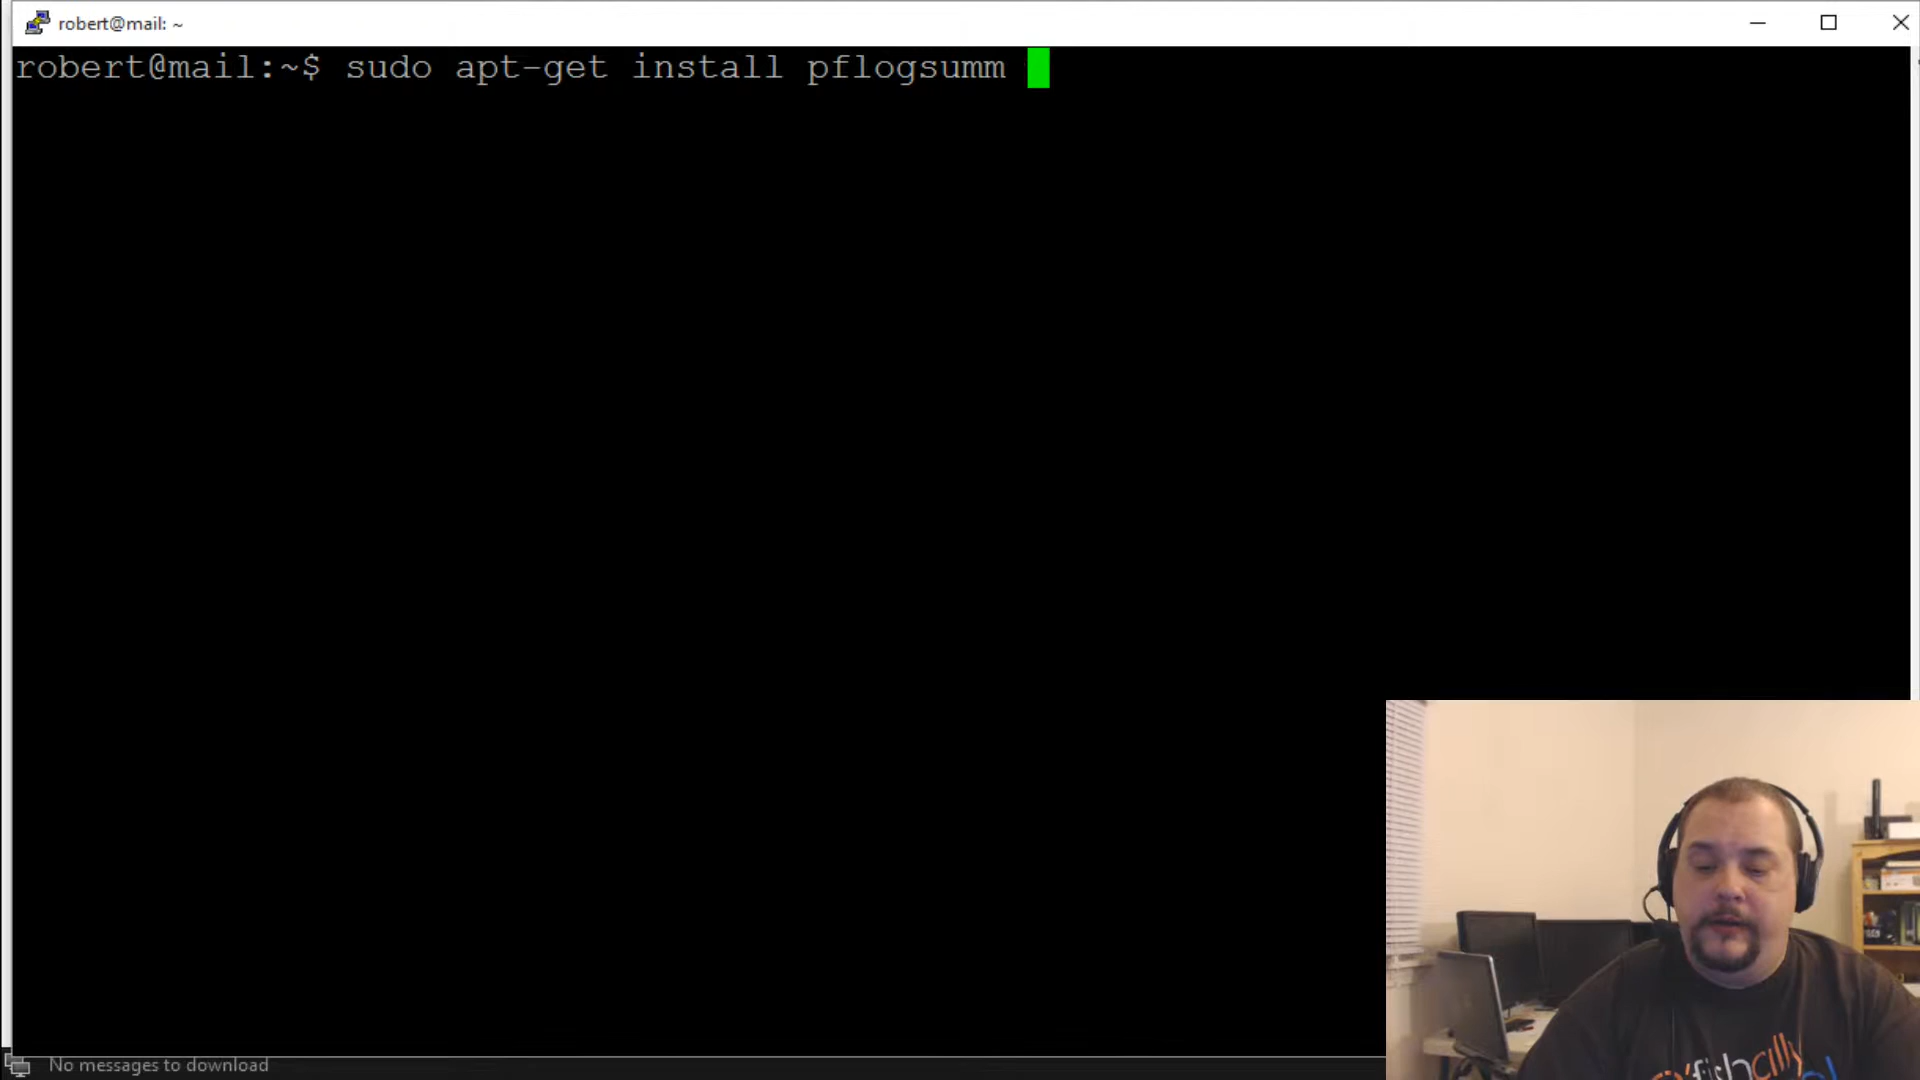 robert@mail: ~
robert@mail:~$ sudo apt-get install pflogsumm
No messages to download